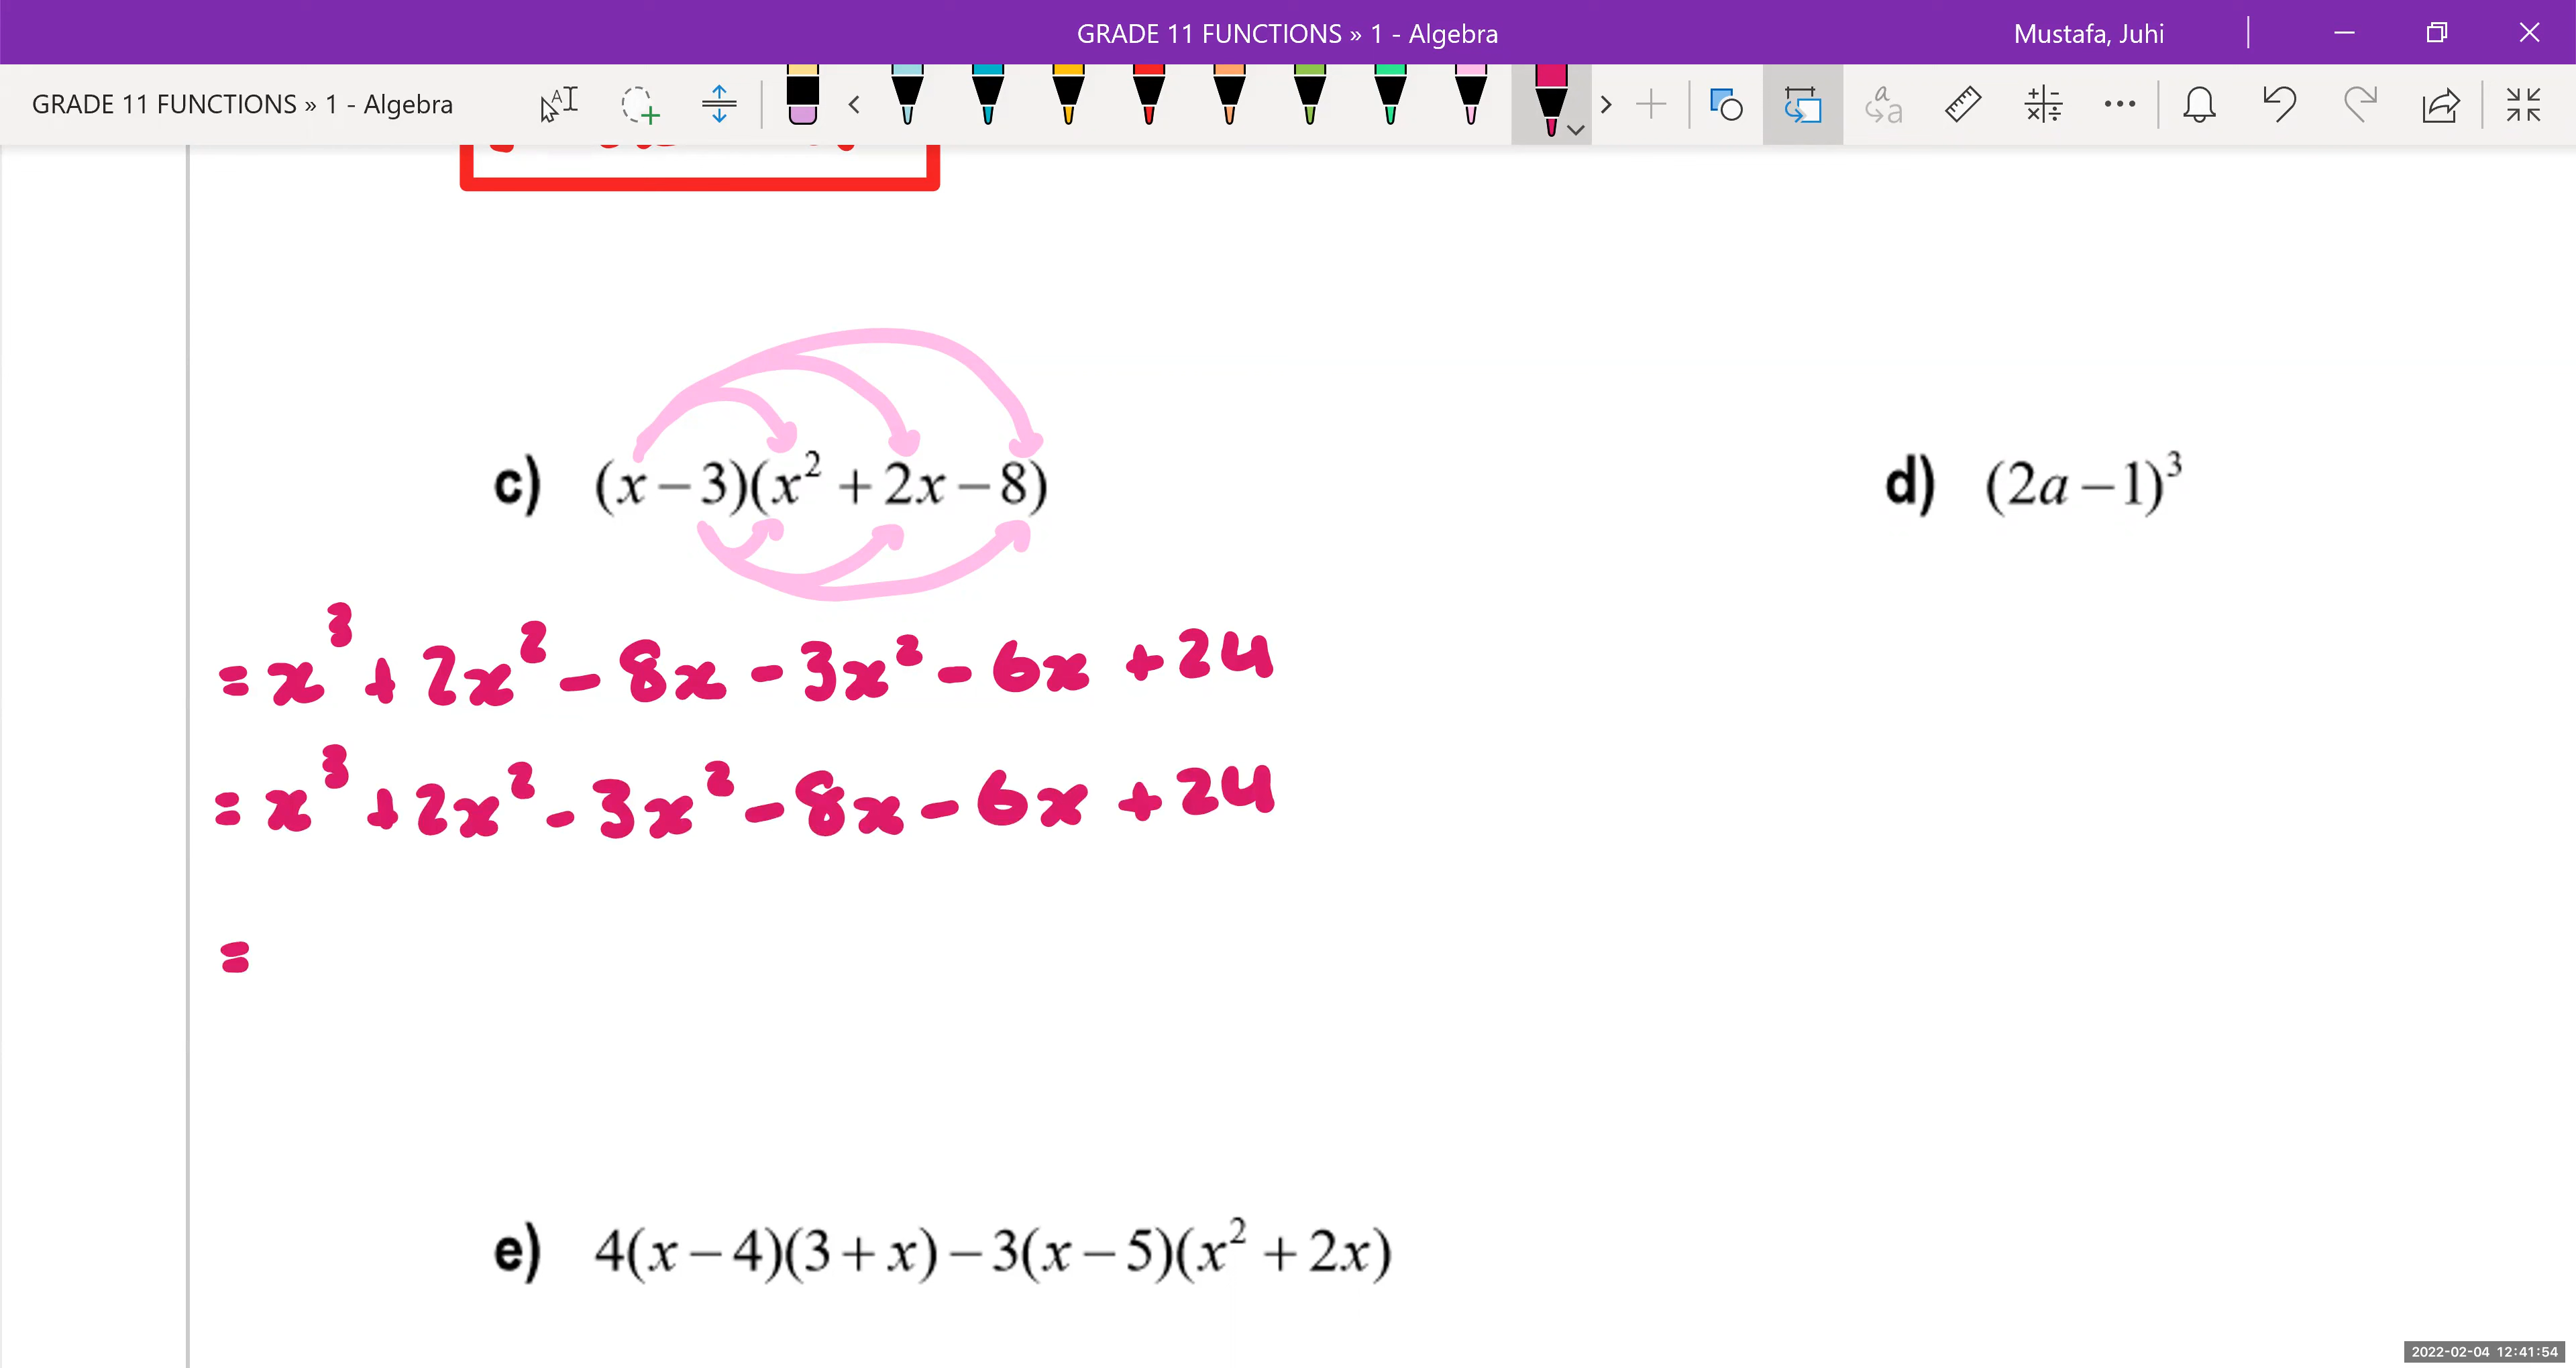 GRADE 11 FUNCTIONS » 1 - Algebra
Mustafa, Juhi
GRADE 11 FUNCTIONS » 1 - Algebra
c) (x – 3)(x² + 2x – 8)
d) (2a – 1)³
= x³ + 2x² - 8x - 3x² - 6x + 24
= x³ + 2x² - 3x² - 8x - 6x + 24
=
e) 4(x – 4)(3 + x) – 3(x – 5)(x² + 2x)
2022-02-04 12:41:54